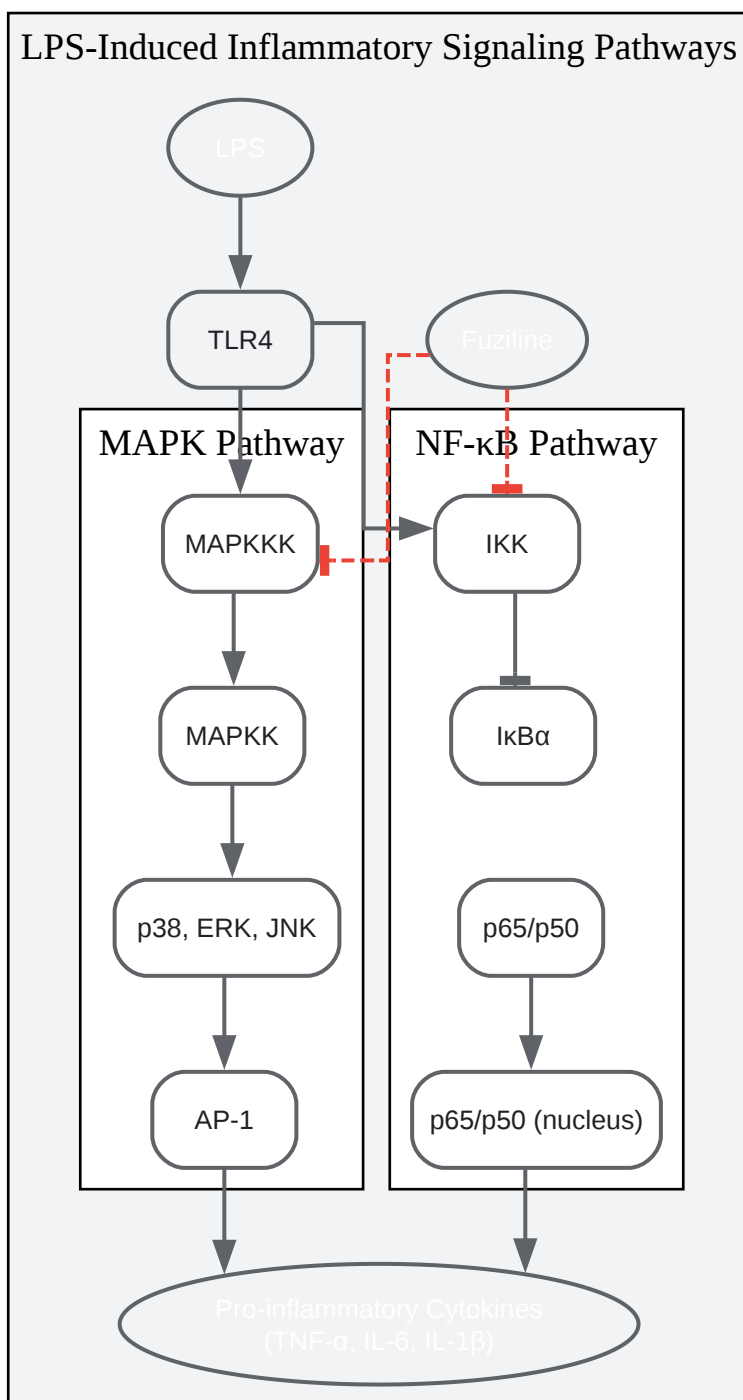 LPS-Induced Inflammatory Signaling Pathways
LPS
TLR4
Fuziline
MAPK Pathway
NF-κB Pathway
MAPKKK
IKK
MAPKK
IκBα
p38, ERK, JNK
p65/p50
AP-1
p65/p50 (nucleus)
Pro-inflammatory Cytokines
(TNF-α, IL-6, IL-1β)